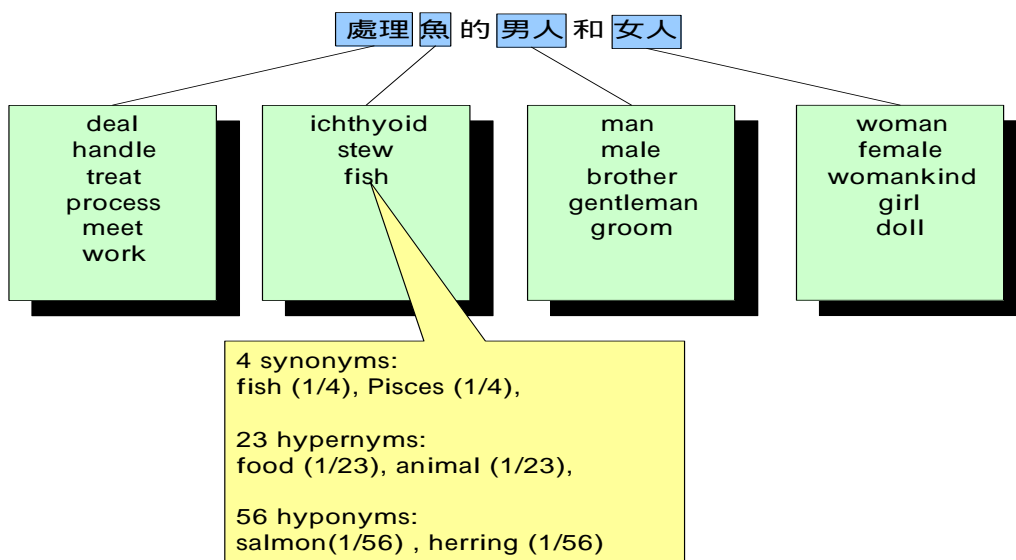 處理 魚 的 男人 和 女人
deal
handle
treat
process
meet
work
ichthyoid
stew
fish
man
male
brother
gentleman
groom
woman
female
womankind
girl
doll
4 synonyms:
fish (1/4), Pisces (1/4),
23 hypernyms:
food (1/23), animal (1/23),
56 hyponyms:
salmon(1/56) , herring (1/56)